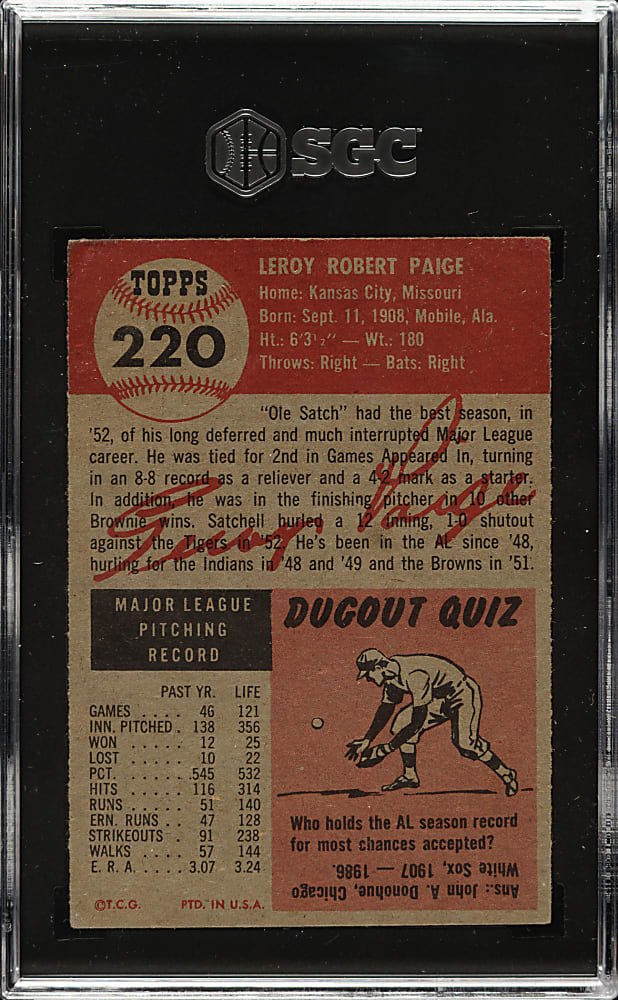 SGC
TOPPS
220
LEROY ROBERT PAIGE
Home: Kansas City, Missouri
Born: Sept. 11, 1908, Mobile, Ala.
Ht.: 6'3½" — Wt.: 180
Throws: Right — Bats: Right
"Ole Satch" had the best season, in
'52, of his long deferred and much interrupted Major League
career. He was tied for 2nd in Games Appeared In, turning
in an 8-8 record as a reliever and a 4-2 mark as a starter.
In addition, he was in the finishing pitcher in 10 other
Brownie wins. Satchell hurled a 12 inning, 1-0 shutout
against the Tigers in '52. He's been in the AL since '48,
hurling for the Indians in '48 and '49 and the Browns in '51.
MAJOR LEAGUE
PITCHING
RECORD
PAST YR. LIFE
GAMES . . . . 46 121
INN. PITCHED . 138 356
WON . . . . . 12 25
LOST . . . . . 10 22
PCT. . . . . .545 532
HITS . . . . . 116 314
RUNS . . . . . 51 140
ERN. RUNS . . 47 128
STRIKEOUTS . 91 238
WALKS . . . . 57 144
E. R. A. . . . . 3.07 3.24
©T.C.G. PTD. IN U.S.A.
DUGOUT QUIZ
Who holds the AL season record
for most chances accepted?
Ans.: John A. Donohue, Chicago
White Sox, 1907 — 1986.